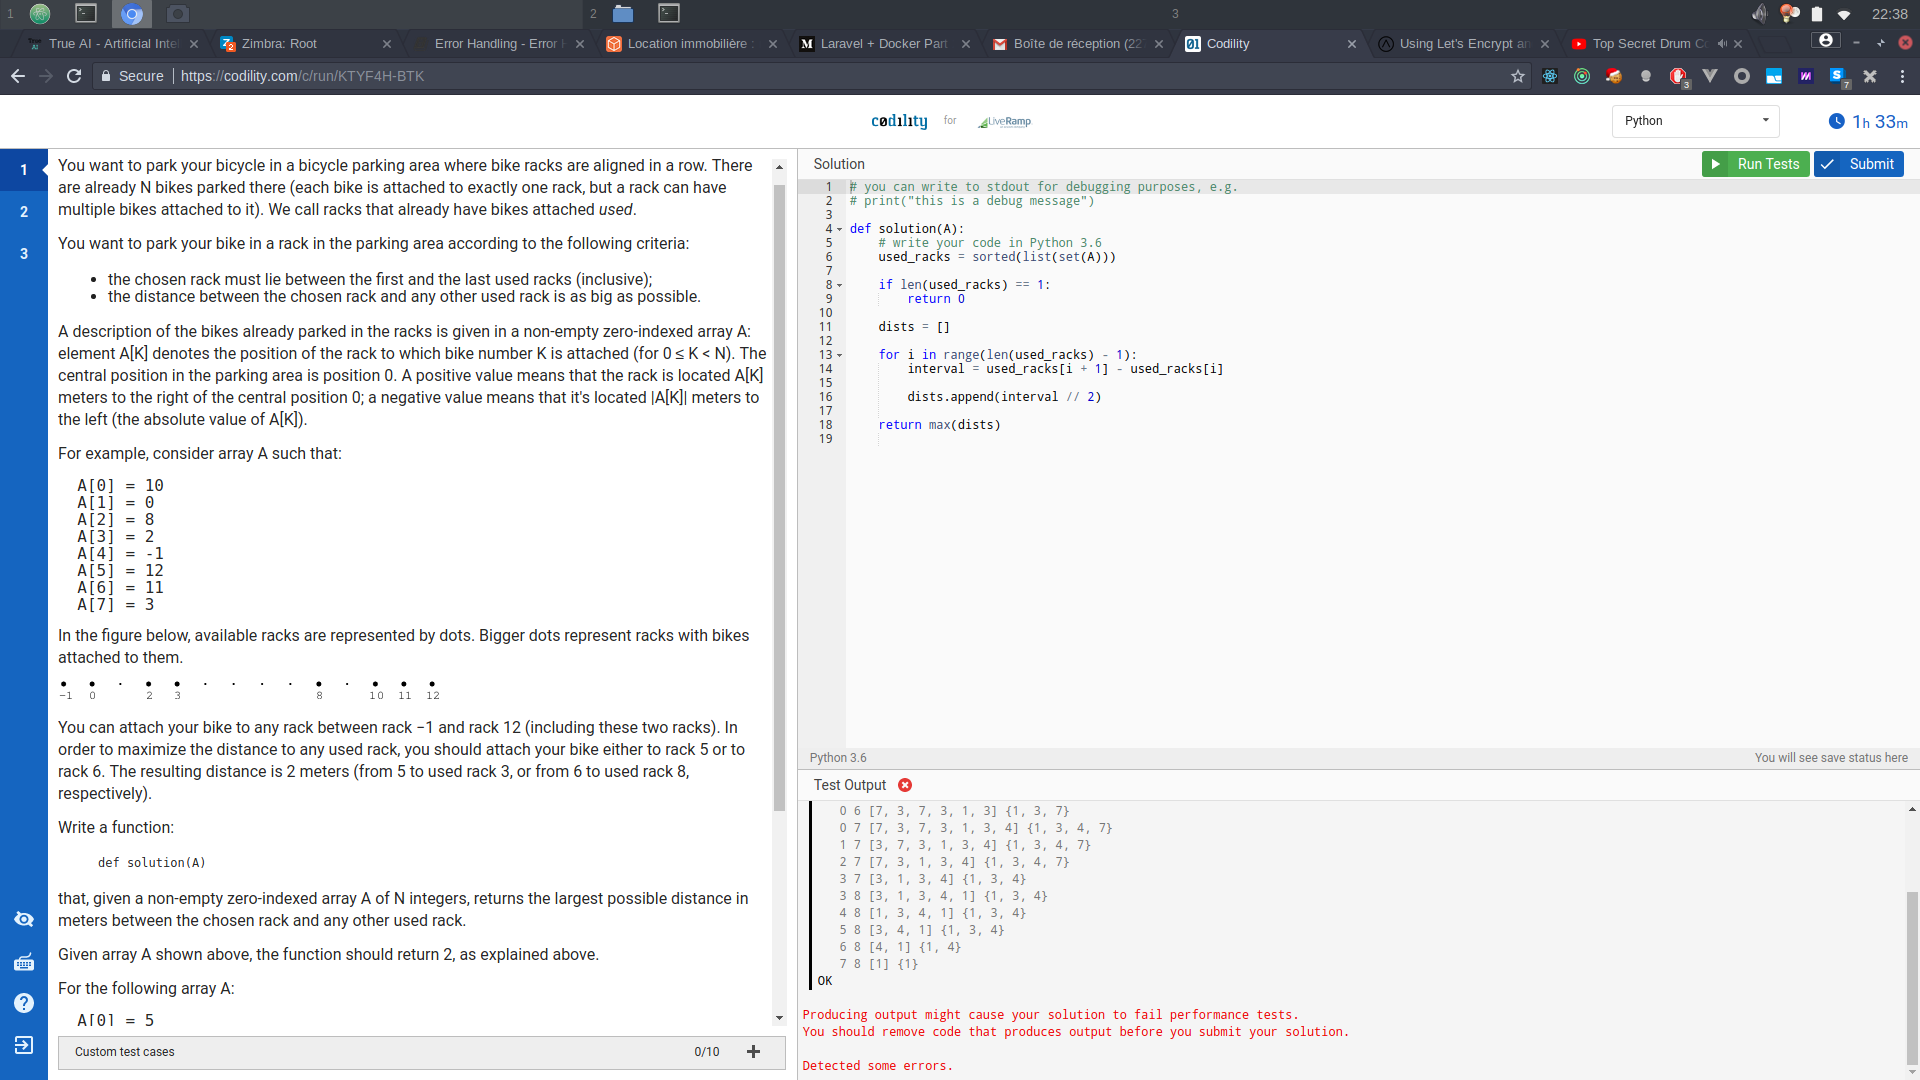 1
2
3
22:38
True AI - Artificial Inte
Zimbra: Root
Error Handling - Error H
Location immobilière :
Laravel + Docker Part
Boîte de réception (22
Codility
Using Let's Encrypt an
Top Secret Drum Co
Secure
https://codility.com/c/run/KTYF4H-BTK
3
7
codility for LiveRamp
Python
1h 33m
1
2
3
You want to park your bicycle in a bicycle parking area where bike racks are aligned in a row. There
are already N bikes parked there (each bike is attached to exactly one rack, but a rack can have
multiple bikes attached to it). We call racks that already have bikes attached used.
You want to park your bike in a rack in the parking area according to the following criteria:
• the chosen rack must lie between the first and the last used racks (inclusive);
• the distance between the chosen rack and any other used rack is as big as possible.
A description of the bikes already parked in the racks is given in a non-empty zero-indexed array A:
element A[K] denotes the position of the rack to which bike number K is attached (for 0 ≤ K < N). The
central position in the parking area is position 0. A positive value means that the rack is located A[K]
meters to the right of the central position 0; a negative value means that it's located |A[K]| meters to
the left (the absolute value of A[K]).
For example, consider array A such that:
A[0] = 10
A[1] = 0
A[2] = 8
A[3] = 2
A[4] = -1
A[5] = 12
A[6] = 11
A[7] = 3
In the figure below, available racks are represented by dots. Bigger dots represent racks with bikes
attached to them.
-1 0 2 3 8 10 11 12
You can attach your bike to any rack between rack −1 and rack 12 (including these two racks). In
order to maximize the distance to any used rack, you should attach your bike either to rack 5 or to
rack 6. The resulting distance is 2 meters (from 5 to used rack 3, or from 6 to used rack 8,
respectively).
Write a function:
def solution(A)
that, given a non-empty zero-indexed array A of N integers, returns the largest possible distance in
meters between the chosen rack and any other used rack.
Given array A shown above, the function should return 2, as explained above.
For the following array A:
A[0] = 5
Custom test cases
0/10
Solution
Run Tests
Submit
1 # you can write to stdout for debugging purposes, e.g.
2 # print("this is a debug message")
3
4 def solution(A):
5 # write your code in Python 3.6
6 used_racks = sorted(list(set(A)))
7
8 if len(used_racks) == 1:
9 return 0
10
11 dists = []
12
13 for i in range(len(used_racks) - 1):
14 interval = used_racks[i + 1] - used_racks[i]
15
16 dists.append(interval // 2)
17
18 return max(dists)
19
Python 3.6
You will see save status here
Test Output
0 6 [7, 3, 7, 3, 1, 3] {1, 3, 7}
0 7 [7, 3, 7, 3, 1, 3, 4] {1, 3, 4, 7}
1 7 [3, 7, 3, 1, 3, 4] {1, 3, 4, 7}
2 7 [7, 3, 1, 3, 4] {1, 3, 4, 7}
3 7 [3, 1, 3, 4] {1, 3, 4}
3 8 [3, 1, 3, 4, 1] {1, 3, 4}
4 8 [1, 3, 4, 1] {1, 3, 4}
5 8 [3, 4, 1] {1, 3, 4}
6 8 [4, 1] {1, 4}
7 8 [1] {1}
OK
Producing output might cause your solution to fail performance tests.
You should remove code that produces output before you submit your solution.
Detected some errors.